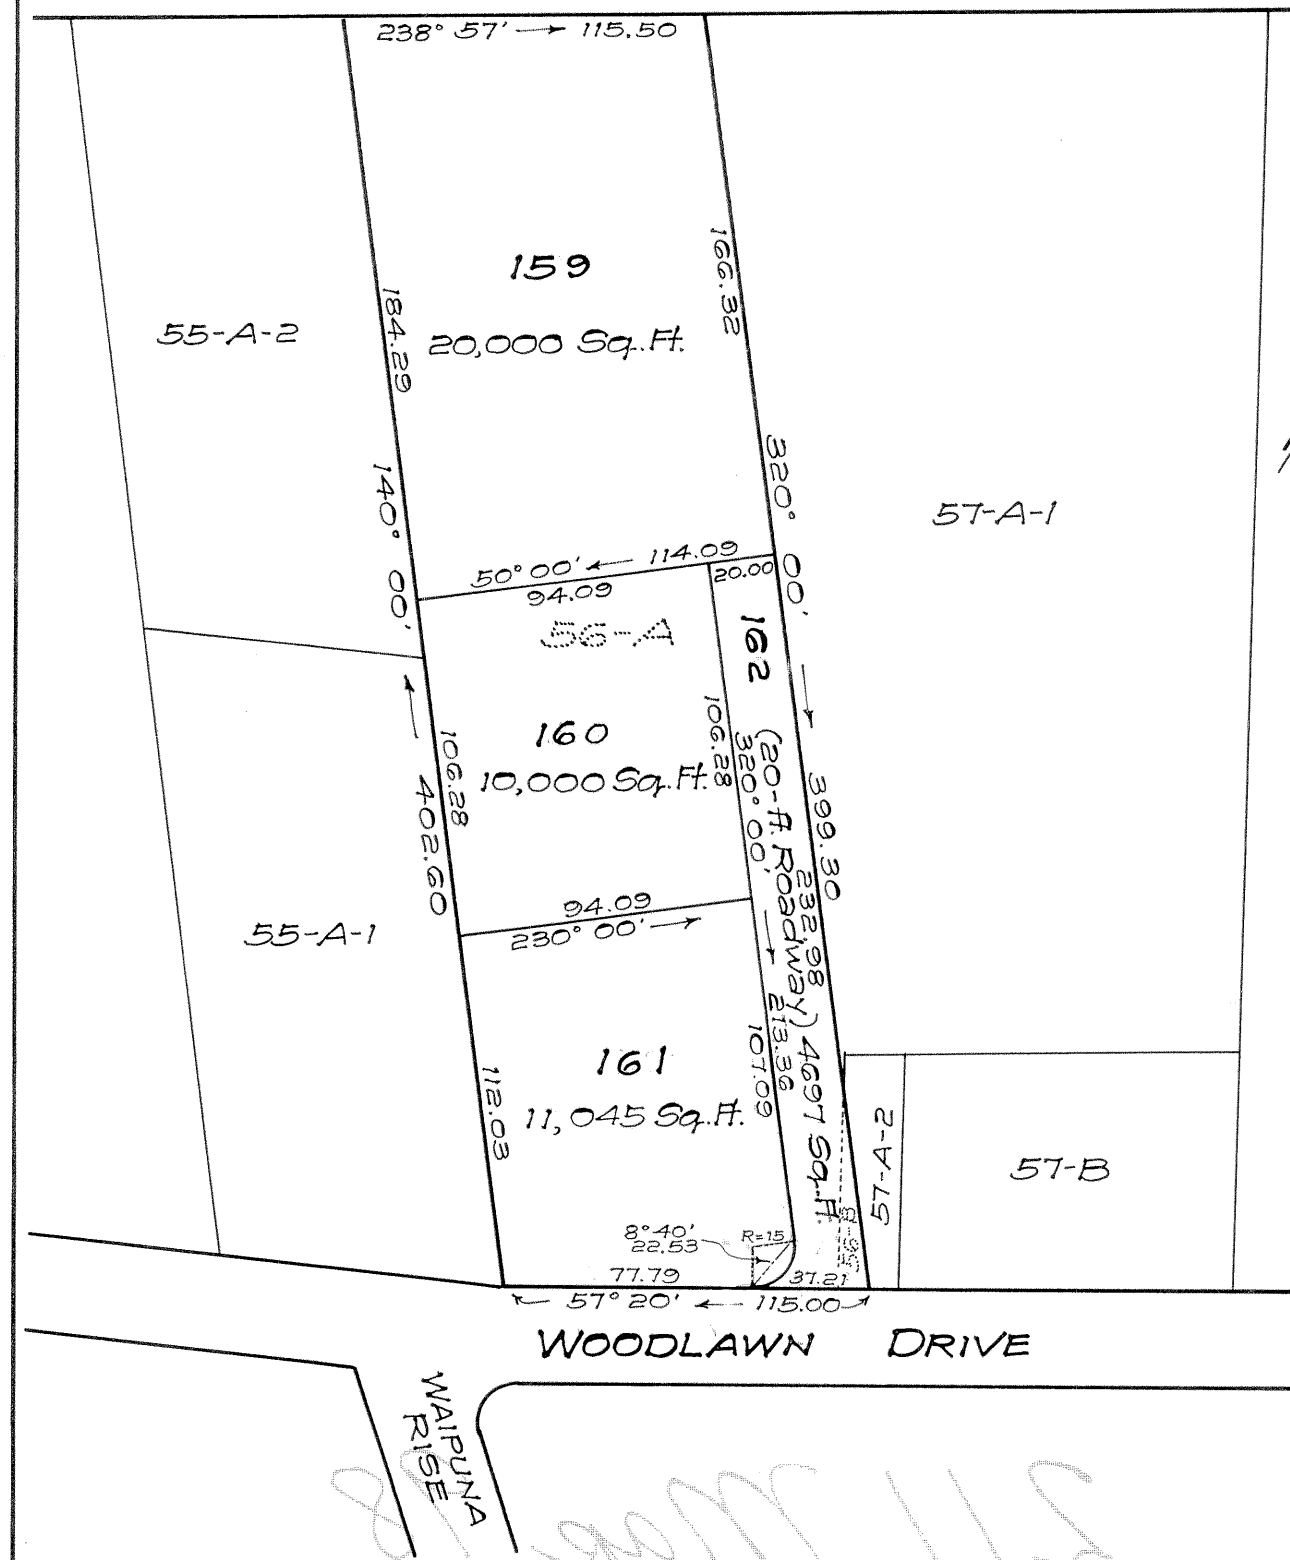 238° 57' → 115.50
159
20,000 Sq. Ft.
166.32
184.29
55-A-2
140° 00'
320° 00'
57-A-1
50° 00' ← 114.09
94.09
20.00
56-A
162
(20-ft. Roadway) 4697 Sq. Ft.
160
10,000 Sq. Ft.
106.28
106.28
320° 00'
402.60
399.30
232.98
94.09
230° 00' →
55-A-1
213.36
107.09
161
11,045 Sq. Ft.
112.03
57-A-2
57-B
56-B
8° 40'
22.53
R=15
77.79
37.21
57° 20' ← 115.00
WOODLAWN DRIVE
WAIPUNA
RISE